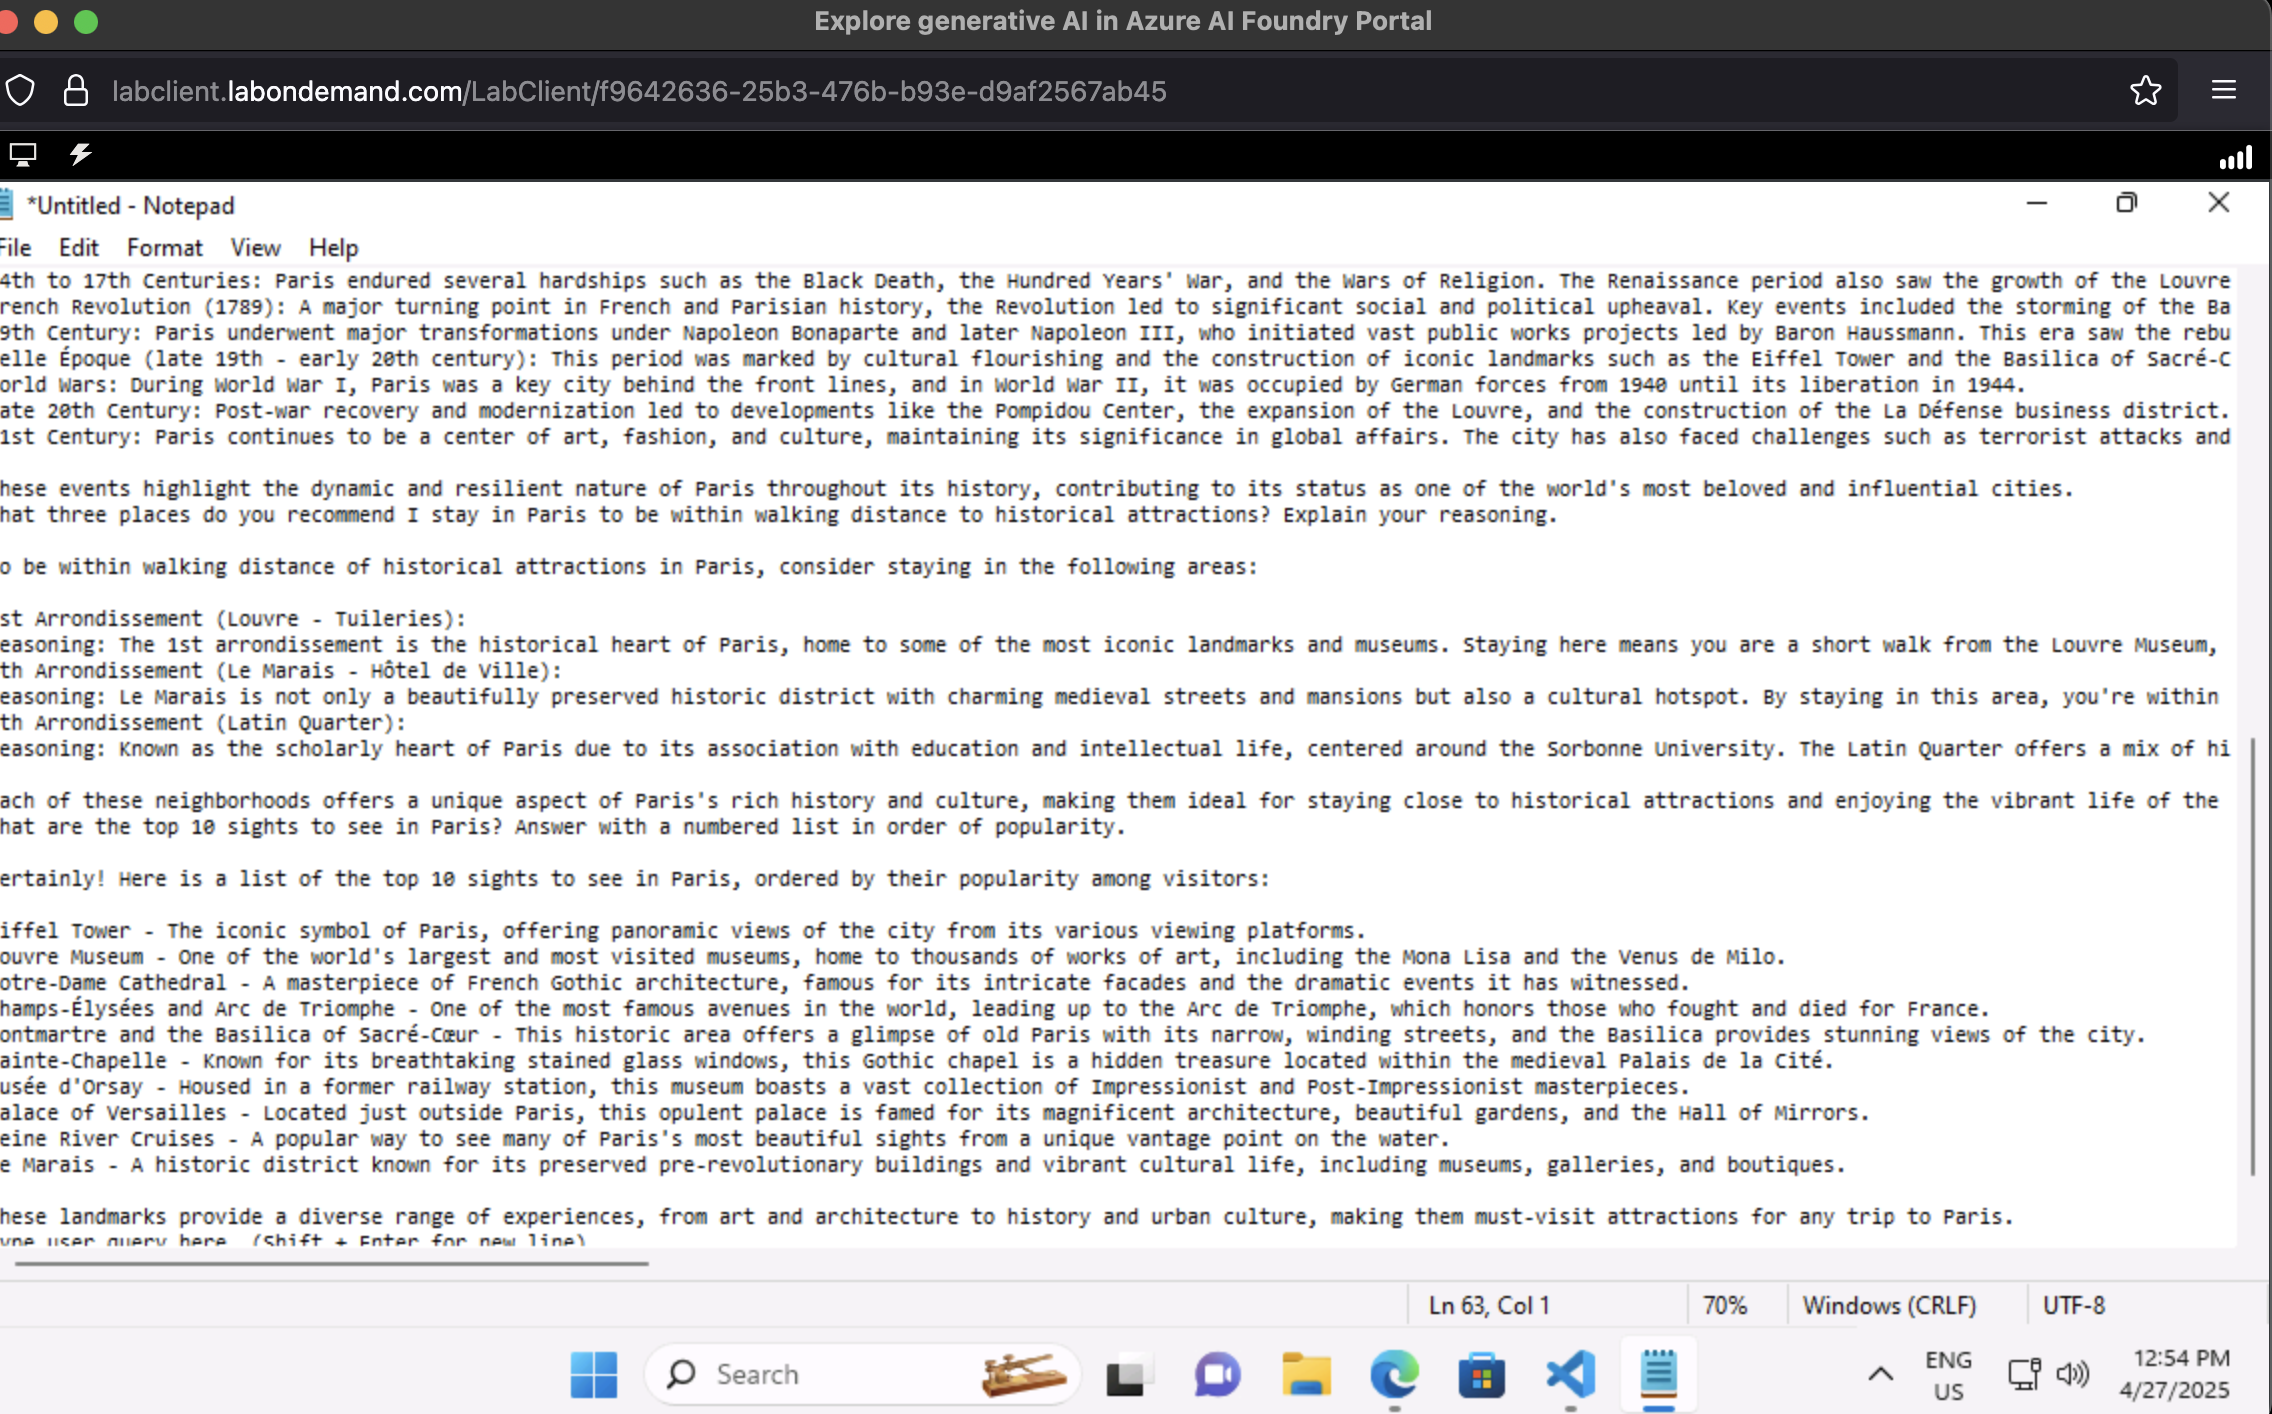 Explore generative AI in Azure AI Foundry Portal
labclient.labondemand.com/LabClient/f9642636-25b3-476b-b93e-d9af2567ab45
*Untitled - Notepad
File Edit Format View Help
4th to 17th Centuries: Paris endured several hardships such as the Black Death, the Hundred Years' War, and the Wars of Religion. The Renaissance period also saw the growth of the Louvre
rench Revolution (1789): A major turning point in French and Parisian history, the Revolution led to significant social and political upheaval. Key events included the storming of the Ba
9th Century: Paris underwent major transformations under Napoleon Bonaparte and later Napoleon III, who initiated vast public works projects led by Baron Haussmann. This era saw the rebu
elle Époque (late 19th - early 20th century): This period was marked by cultural flourishing and the construction of iconic landmarks such as the Eiffel Tower and the Basilica of Sacré-C
orld Wars: During World War I, Paris was a key city behind the front lines, and in World War II, it was occupied by German forces from 1940 until its liberation in 1944.
ate 20th Century: Post-war recovery and modernization led to developments like the Pompidou Center, the expansion of the Louvre, and the construction of the La Défense business district.
1st Century: Paris continues to be a center of art, fashion, and culture, maintaining its significance in global affairs. The city has also faced challenges such as terrorist attacks and
hese events highlight the dynamic and resilient nature of Paris throughout its history, contributing to its status as one of the world's most beloved and influential cities.
hat three places do you recommend I stay in Paris to be within walking distance to historical attractions? Explain your reasoning.
o be within walking distance of historical attractions in Paris, consider staying in the following areas:
st Arrondissement (Louvre - Tuileries):
easoning: The 1st arrondissement is the historical heart of Paris, home to some of the most iconic landmarks and museums. Staying here means you are a short walk from the Louvre Museum,
th Arrondissement (Le Marais - Hôtel de Ville):
easoning: Le Marais is not only a beautifully preserved historic district with charming medieval streets and mansions but also a cultural hotspot. By staying in this area, you're within
th Arrondissement (Latin Quarter):
easoning: Known as the scholarly heart of Paris due to its association with education and intellectual life, centered around the Sorbonne University. The Latin Quarter offers a mix of hi
ach of these neighborhoods offers a unique aspect of Paris's rich history and culture, making them ideal for staying close to historical attractions and enjoying the vibrant life of the
hat are the top 10 sights to see in Paris? Answer with a numbered list in order of popularity.
ertainly! Here is a list of the top 10 sights to see in Paris, ordered by their popularity among visitors:
iffel Tower - The iconic symbol of Paris, offering panoramic views of the city from its various viewing platforms.
ouvre Museum - One of the world's largest and most visited museums, home to thousands of works of art, including the Mona Lisa and the Venus de Milo.
otre-Dame Cathedral - A masterpiece of French Gothic architecture, famous for its intricate facades and the dramatic events it has witnessed.
hamps-Élysées and Arc de Triomphe - One of the most famous avenues in the world, leading up to the Arc de Triomphe, which honors those who fought and died for France.
ontmartre and the Basilica of Sacré-Cœur - This historic area offers a glimpse of old Paris with its narrow, winding streets, and the Basilica provides stunning views of the city.
ainte-Chapelle - Known for its breathtaking stained glass windows, this Gothic chapel is a hidden treasure located within the medieval Palais de la Cité.
usée d'Orsay - Housed in a former railway station, this museum boasts a vast collection of Impressionist and Post-Impressionist masterpieces.
alace of Versailles - Located just outside Paris, this opulent palace is famed for its magnificent architecture, beautiful gardens, and the Hall of Mirrors.
eine River Cruises - A popular way to see many of Paris's most beautiful sights from a unique vantage point on the water.
e Marais - A historic district known for its preserved pre-revolutionary buildings and vibrant cultural life, including museums, galleries, and boutiques.
hese landmarks provide a diverse range of experiences, from art and architecture to history and urban culture, making them must-visit attractions for any trip to Paris.
ype user query here. (Shift + Enter for new line)
Ln 63, Col 1 70% Windows (CRLF) UTF-8
Search
ENG
US
12:54 PM
4/27/2025